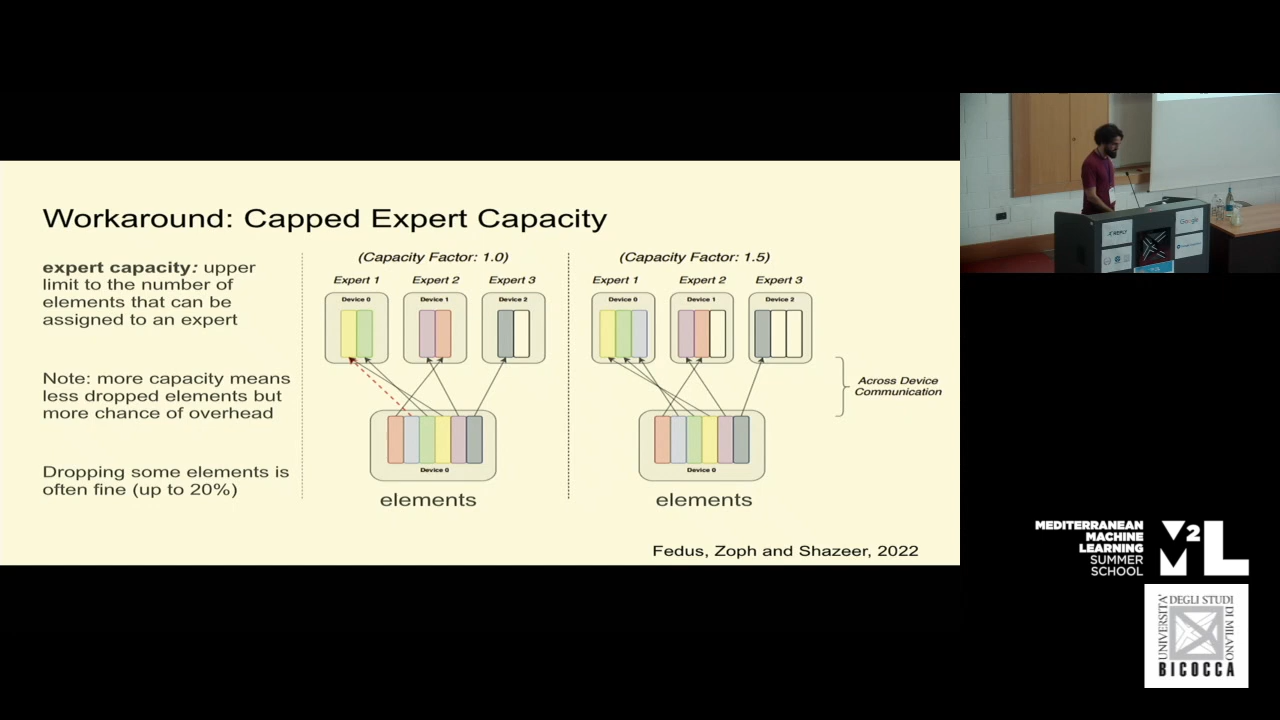 Workaround: Capped Expert Capacity
expert capacity: upper
limit to the number of
elements that can be
assigned to an expert
Note: more capacity means
less dropped elements but
more chance of overhead
Dropping some elements is
often fine (up to 20%)
(Capacity Factor: 1.0)
Expert 1
Expert 2
Expert 3
Device 0
Device 1
Device 2
Device 0
elements
(Capacity Factor: 1.5)
Expert 1
Expert 2
Expert 3
Device 0
Device 1
Device 2
Device 0
elements
Across Device
Communication
Fedus, Zoph and Shazeer, 2022
Google
MEDITERRANEAN
MACHINE
LEARNING
SUMMER
SCHOOL
M2L
UNIVERSITA'
DEGLI STUDI
DI MILANO
BICOCCA